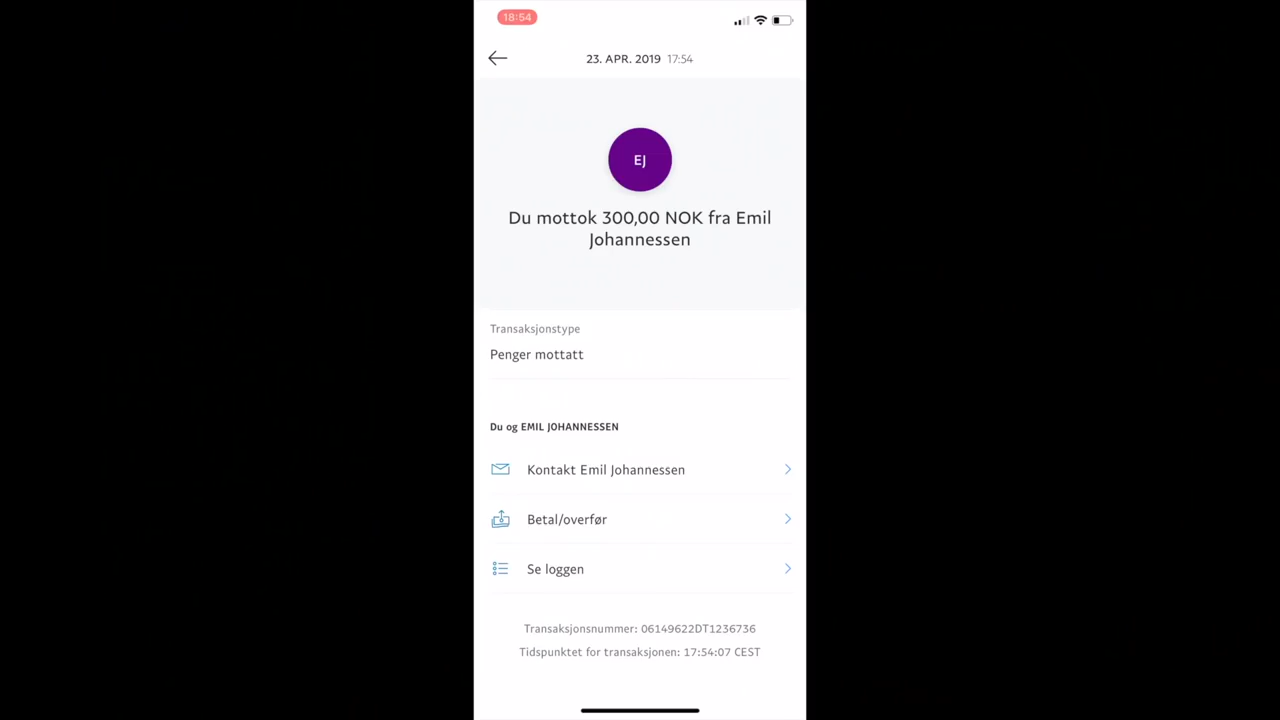 18:54
23. APR. 2019 17:54
EJ
Du mottok 300,00 NOK fra Emil
Johannessen
Transaksjonstype
Penger mottatt
Du og EMIL JOHANNESSEN
Kontakt Emil Johannessen
Betal/overfør
Se loggen
Transaksjonsnummer: 06149622DT1236736
Tidspunktet for transaksjonen: 17:54:07 CEST